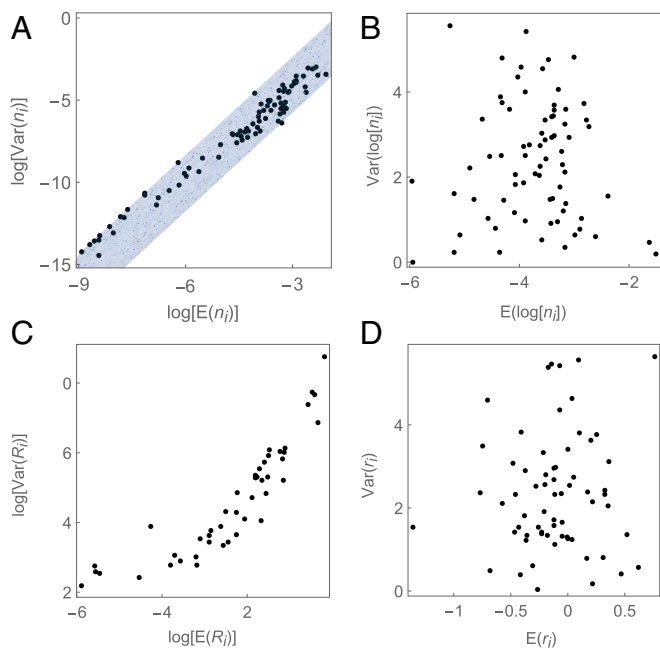 A
B
0
−5
−10
−15
−9
−6
−3
log[Var(nᵢ)]
log[E(nᵢ)]
4
2
0
−6
−4
−2
Var(log[nᵢ])
E(log[nᵢ])
C
D
0
6
4
2
−6
−2
2
log[Var(Rᵢ)]
log[E(Rᵢ)]
4
2
0
−1
−0.5
0
0.5
Var(rᵢ)
E(rᵢ)